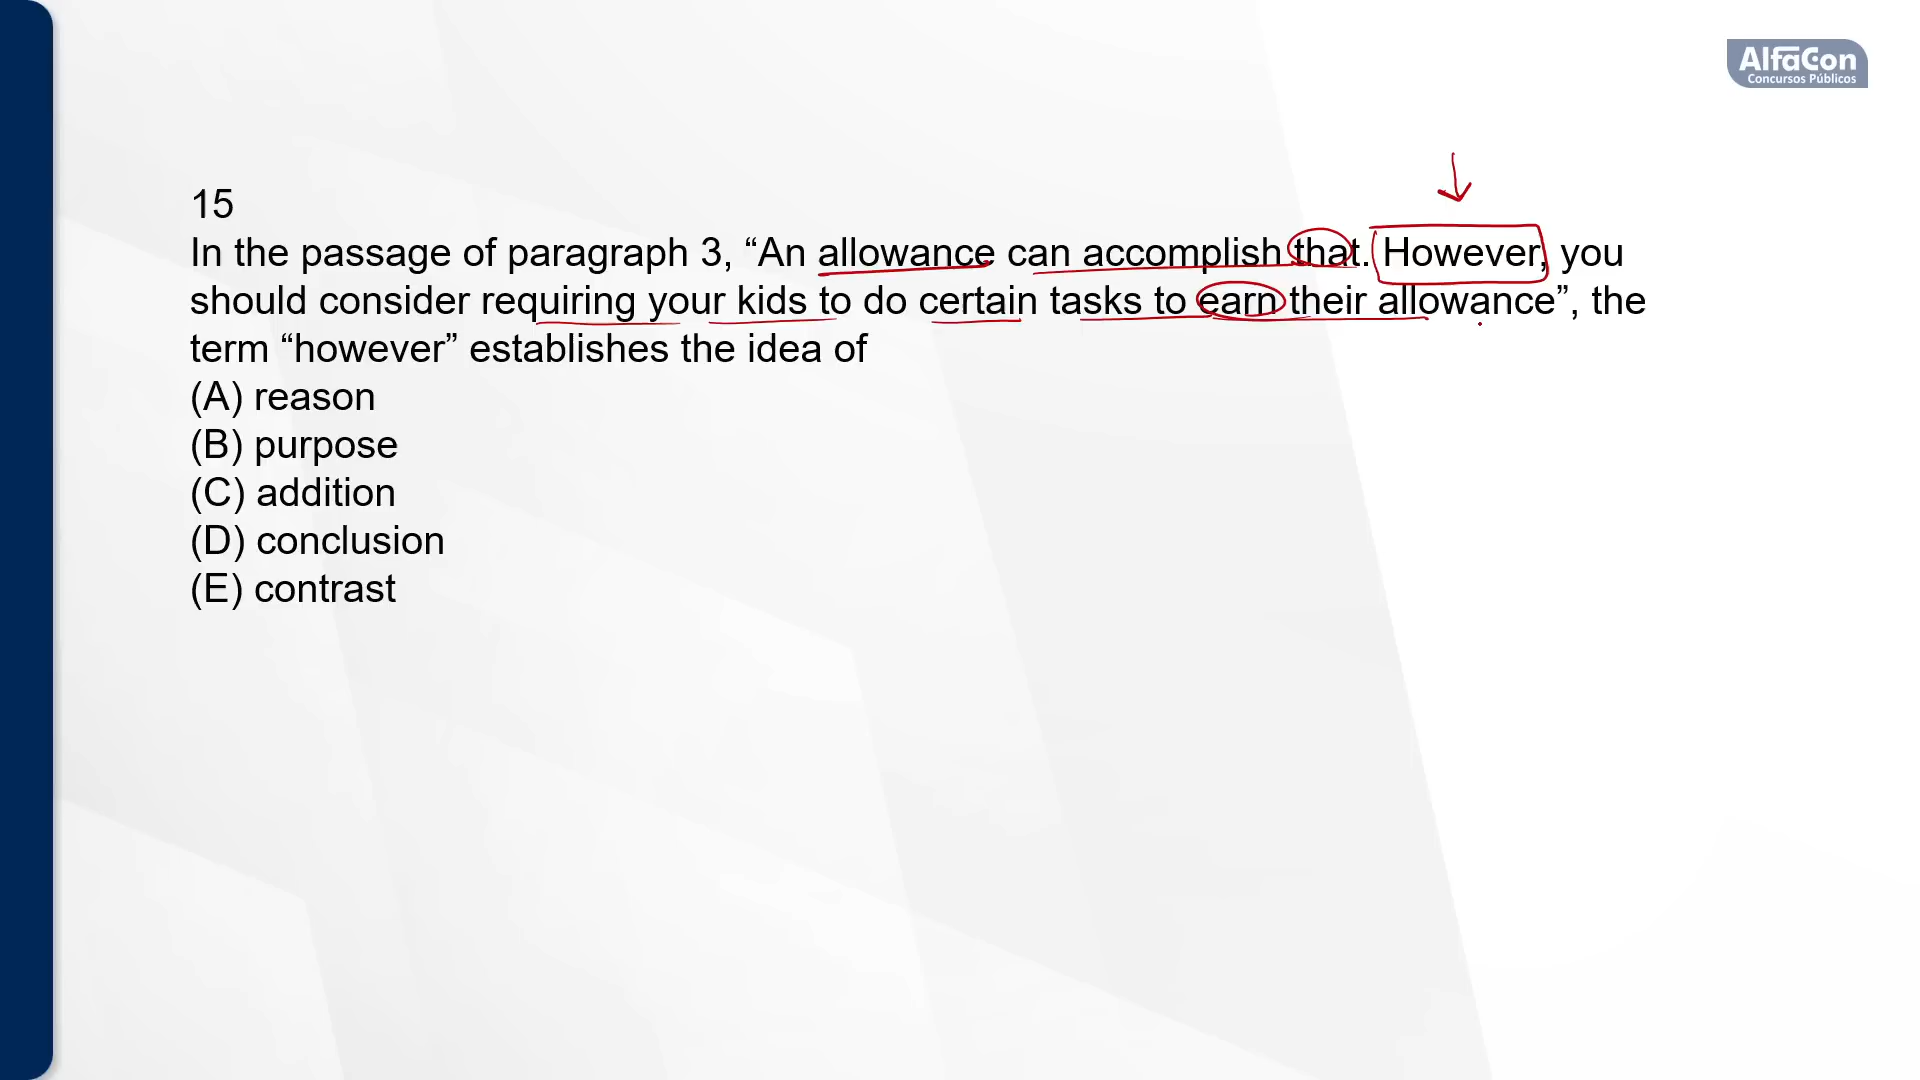 AlfaCon
Concursos Públicos
15
In the passage of paragraph 3, “An allowance can accomplish that. However, you
should consider requiring your kids to do certain tasks to earn their allowance”, the
term “however” establishes the idea of
(A) reason
(B) purpose
(C) addition
(D) conclusion
(E) contrast